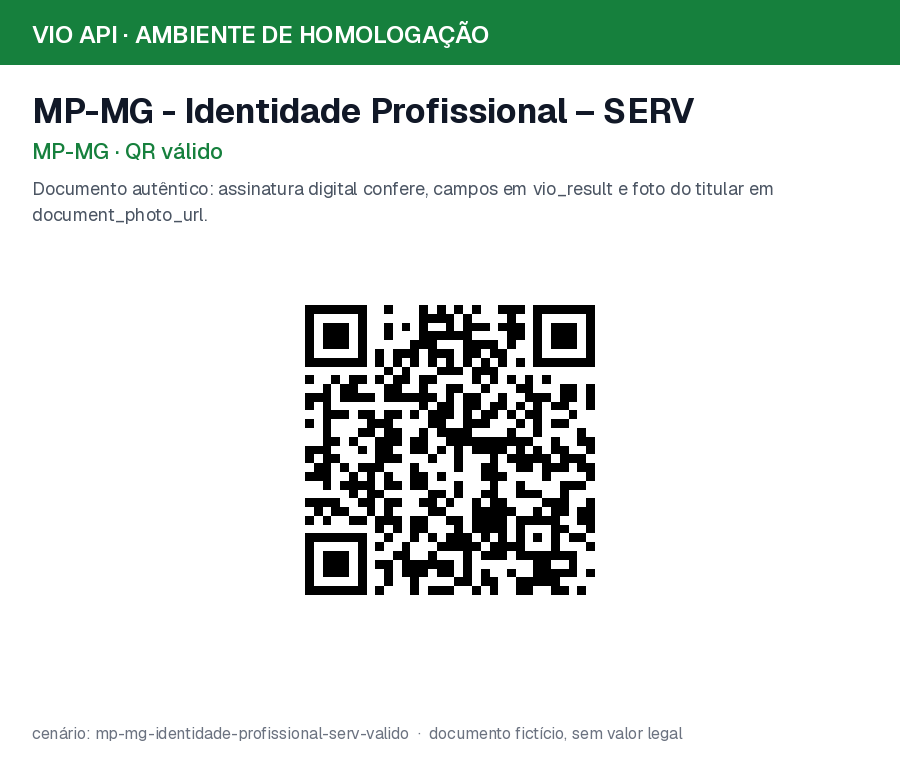 VIO API · AMBIENTE DE HOMOLOGAÇÃO
MP-MG - Identidade Profissional – SERV
MP-MG · QR válido
Documento autêntico: assinatura digital confere, campos em vio_result e foto do titular em
document_photo_url.
cenário: mp-mg-identidade-profissional-serv-valido · documento fictício, sem valor legal